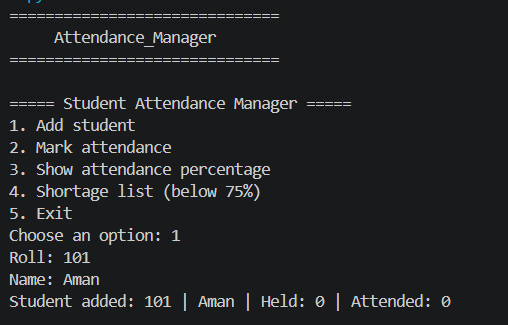 ==============================
Attendance_Manager
==============================
===== Student Attendance Manager =====
1. Add student
2. Mark attendance
3. Show attendance percentage
4. Shortage list (below 75%)
5. Exit
Choose an option: 1
Roll: 101
Name: Aman
Student added: 101 | Aman | Held: 0 | Attended: 0